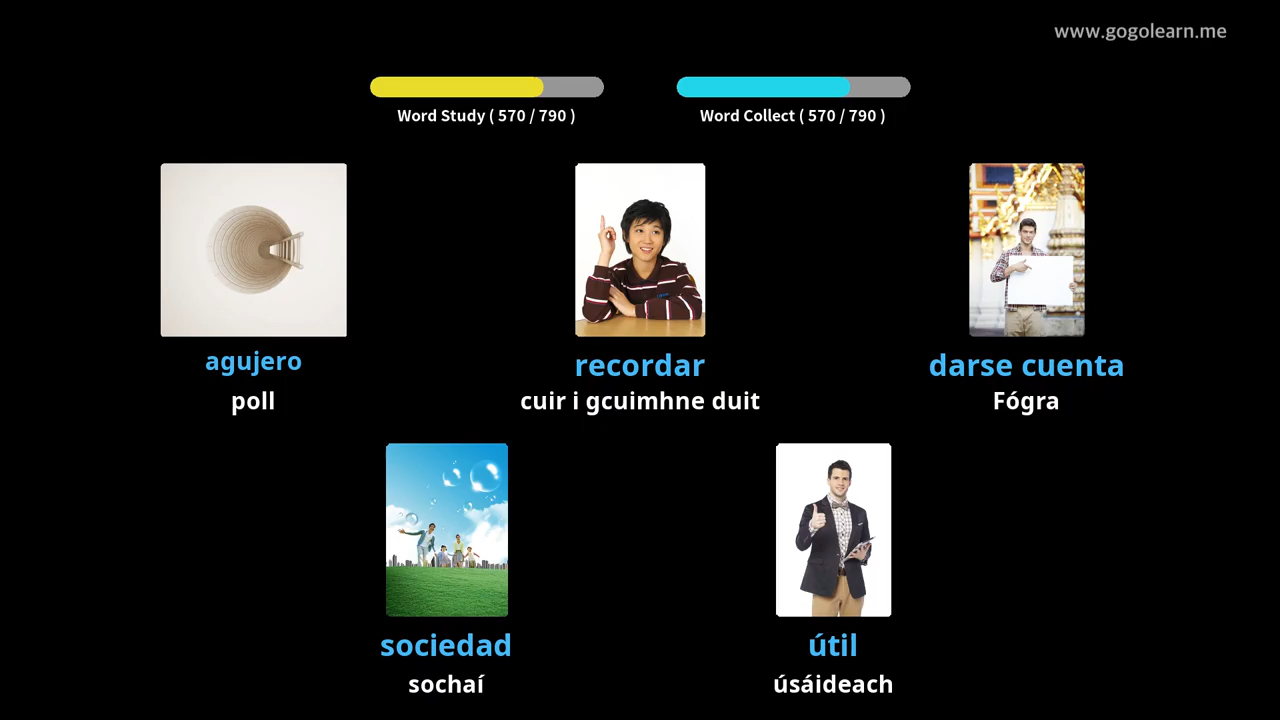 www.gogolearn.me
Word Study ( 570 / 790 )
Word Collect ( 570 / 790 )
agujero
poll
recordar
cuir i gcuimhne duit
darse cuenta
Fógra
sociedad
sochaí
útil
úsáideach